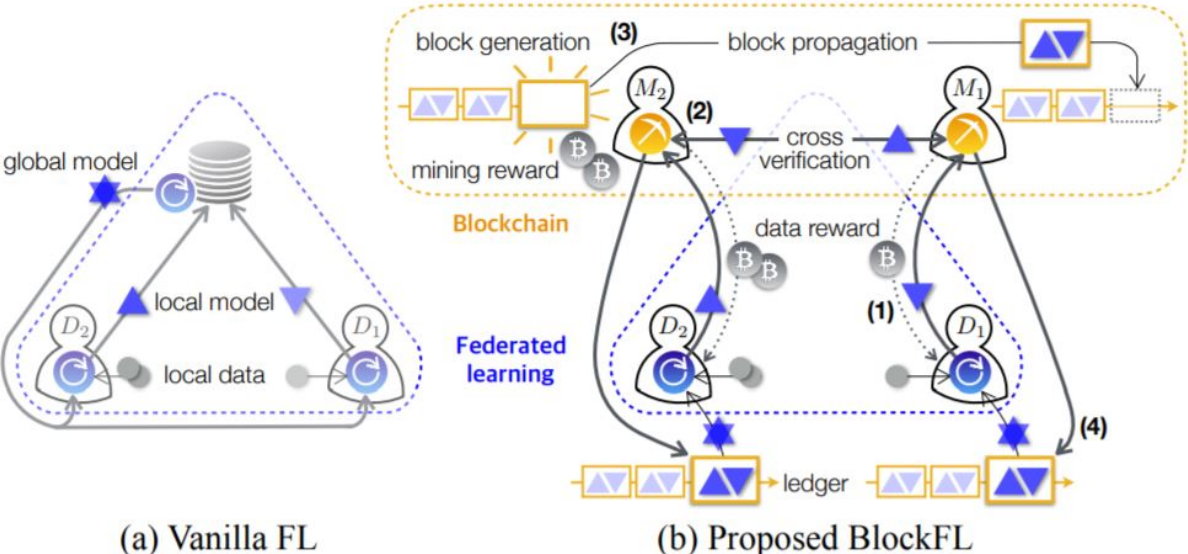 global model
local model
D2
D1
local data
(a) Vanilla FL
block generation
(3)
block propagation
M2
(2)
M1
cross
verification
mining reward
Blockchain
data reward
(1)
D2
D1
Federated
learning
(4)
ledger
(b) Proposed BlockFL